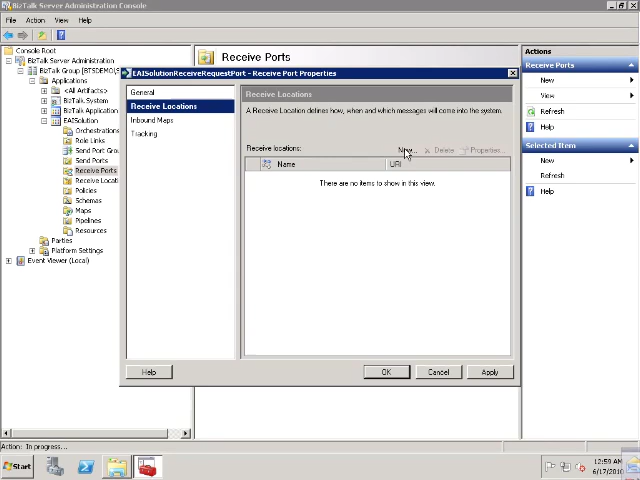 BizTalk Server Administration Console
File Action View Help
Console Root
BizTalk Server Administration
BizTalk Group [BTSDEMO/S
Applications
<All Artifacts>
BizTalk.System
BizTalk Application
EAISolution
Orchestrations
Role Links
Send Port Grou
Send Ports
Receive Ports
Receive Locati
Policies
Schemas
Maps
Pipelines
Resources
Parties
Platform Settings
Event Viewer (Local)
Receive Ports
EAISolutionReceiveRequestPort - Receive Port Properties
General
Receive Locations
Inbound Maps
Tracking
Receive Locations
A Receive Location defines how, when and which messages will come into the system.
Receive locations:
New... Delete Properties...
Name URI
There are no items to show in this view.
Help OK Cancel Apply
Actions
Receive Ports
New
View
Refresh
Help
Selected Item
New
Refresh
Help
Action: In progress...
Start
12:59 AM